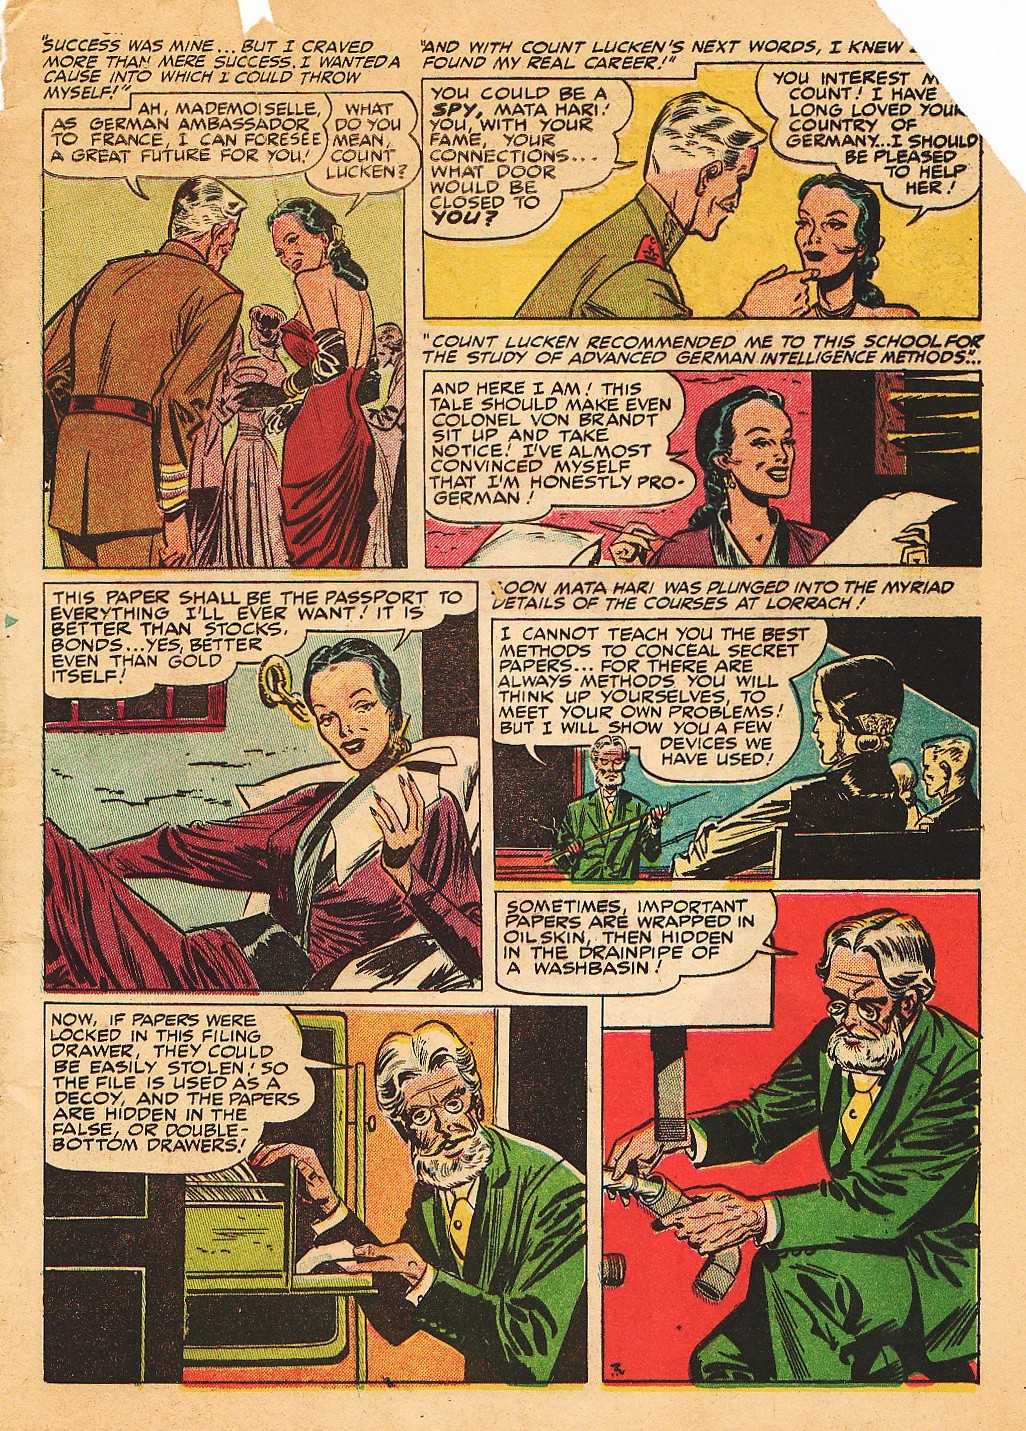 "SUCCESS WAS MINE... BUT I CRAVED
MORE THAN MERE SUCCESS. I WANTED A
CAUSE INTO WHICH I COULD THROW
MYSELF!"
AH, MADEMOISELLE,
AS GERMAN AMBASSADOR
TO FRANCE, I CAN FORESEE
A GREAT FUTURE FOR YOU!
WHAT
DO YOU
MEAN,
COUNT
LUCKEN?
"AND WITH COUNT LUCKEN'S NEXT WORDS, I KNEW
FOUND MY REAL CAREER!"
YOU COULD BE A
SPY, MATA HARI!
YOU, WITH YOUR
FAME, YOUR
CONNECTIONS...
WHAT DOOR
WOULD BE
CLOSED TO
YOU?
YOU INTEREST
COUNT! I HAVE
LONG LOVED YOUR
COUNTRY OF
GERMANY...I SHOULD
BE PLEASED
TO HELP
HER!
"COUNT LUCKEN RECOMMENDED ME TO THIS SCHOOL FOR
THE STUDY OF ADVANCED GERMAN INTELLIGENCE METHODS"...
AND HERE I AM! THIS
TALE SHOULD MAKE EVEN
COLONEL VON BRANDT
SIT UP AND TAKE
NOTICE! I'VE ALMOST
CONVINCED MYSELF
THAT I'M HONESTLY PRO-
GERMAN!
THIS PAPER SHALL BE THE PASSPORT TO
EVERYTHING I'LL EVER WANT! IT IS
BETTER THAN STOCKS,
BONDS...YES, BETTER
EVEN THAN GOLD
ITSELF!
OON MATA HARI WAS PLUNGED INTO THE MYRIAD
DETAILS OF THE COURSES AT LORRACH!
I CANNOT TEACH YOU THE BEST
METHODS TO CONCEAL SECRET
PAPERS... FOR THERE ARE
ALWAYS METHODS YOU WILL
THINK UP YOURSELVES, TO
MEET YOUR OWN PROBLEMS!
BUT I WILL SHOW YOU A FEW
DEVICES WE
HAVE USED!
NOW, IF PAPERS WERE
LOCKED IN THIS FILING
DRAWER, THEY COULD
BE EASILY STOLEN! SO
THE FILE IS USED AS A
DECOY, AND THE PAPERS
ARE HIDDEN IN THE
FALSE, OR DOUBLE-
BOTTOM DRAWERS!
SOMETIMES, IMPORTANT
PAPERS ARE WRAPPED IN
OILSKIN, THEN HIDDEN
IN THE DRAINPIPE OF
A WASHBASIN!